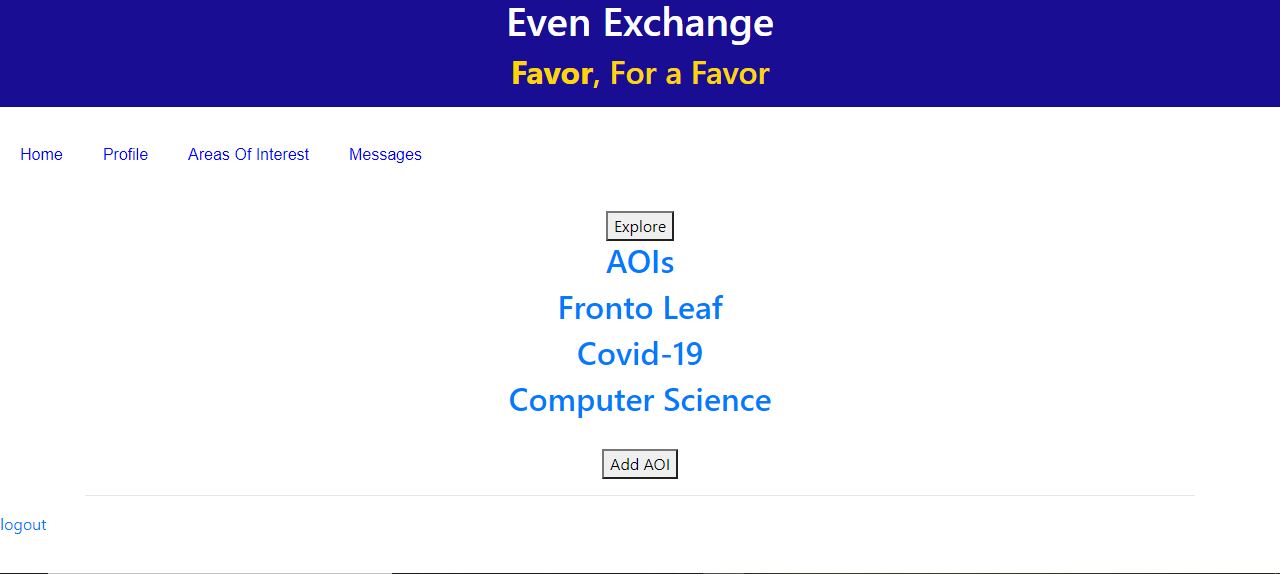 Even Exchange
Favor, For a Favor
Home Profile Areas Of Interest Messages
Explore
AOIs
Fronto Leaf
Covid-19
Computer Science
Add AOI
logout